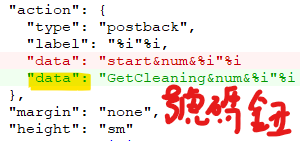 "action": {
"type": "postback",
"label": "%i"%i,
"data": "start&num&%i"%i
"data": "GetCleaning&num&%i"%i
},
"margin": "none",
"height": "sm"
號碼鈕